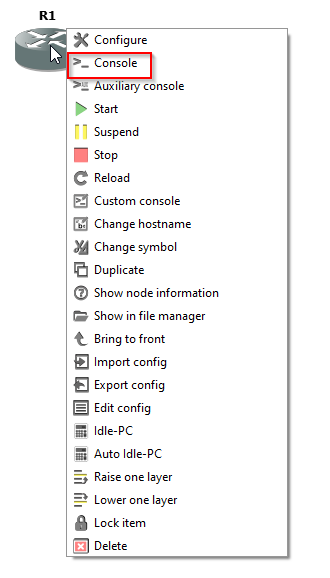 R1
Configure
Console
Auxiliary console
Start
Suspend
Stop
Reload
Custom console
Change hostname
Change symbol
Duplicate
Show node information
Show in file manager
Bring to front
Import config
Export config
Edit config
Idle-PC
Auto Idle-PC
Raise one layer
Lower one layer
Lock item
Delete